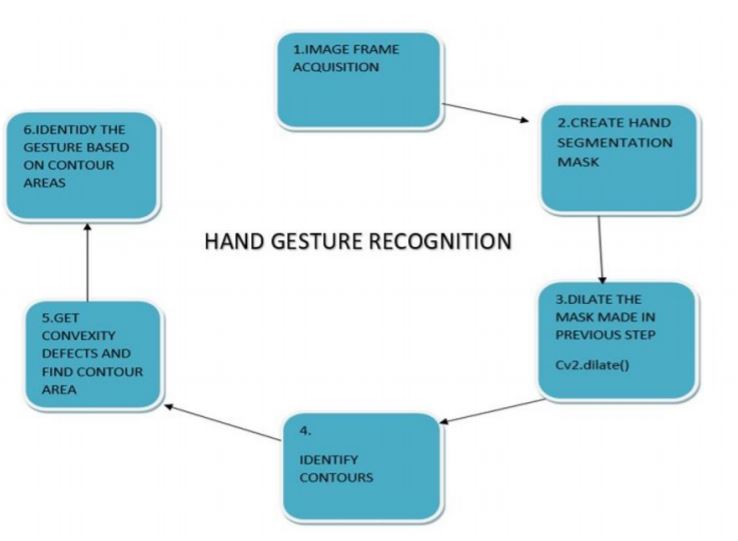 1.IMAGE FRAME
ACQUISITION
2.CREATE HAND
SEGMENTATION
MASK
3.DILATE THE
MASK MADE IN
PREVIOUS STEP
Cv2.dilate()
4.
IDENTIFY
CONTOURS
5.GET
CONVEXITY
DEFECTS AND
FIND CONTOUR
AREA
6.IDENTIDY THE
GESTURE BASED
ON CONTOUR
AREAS
HAND GESTURE RECOGNITION